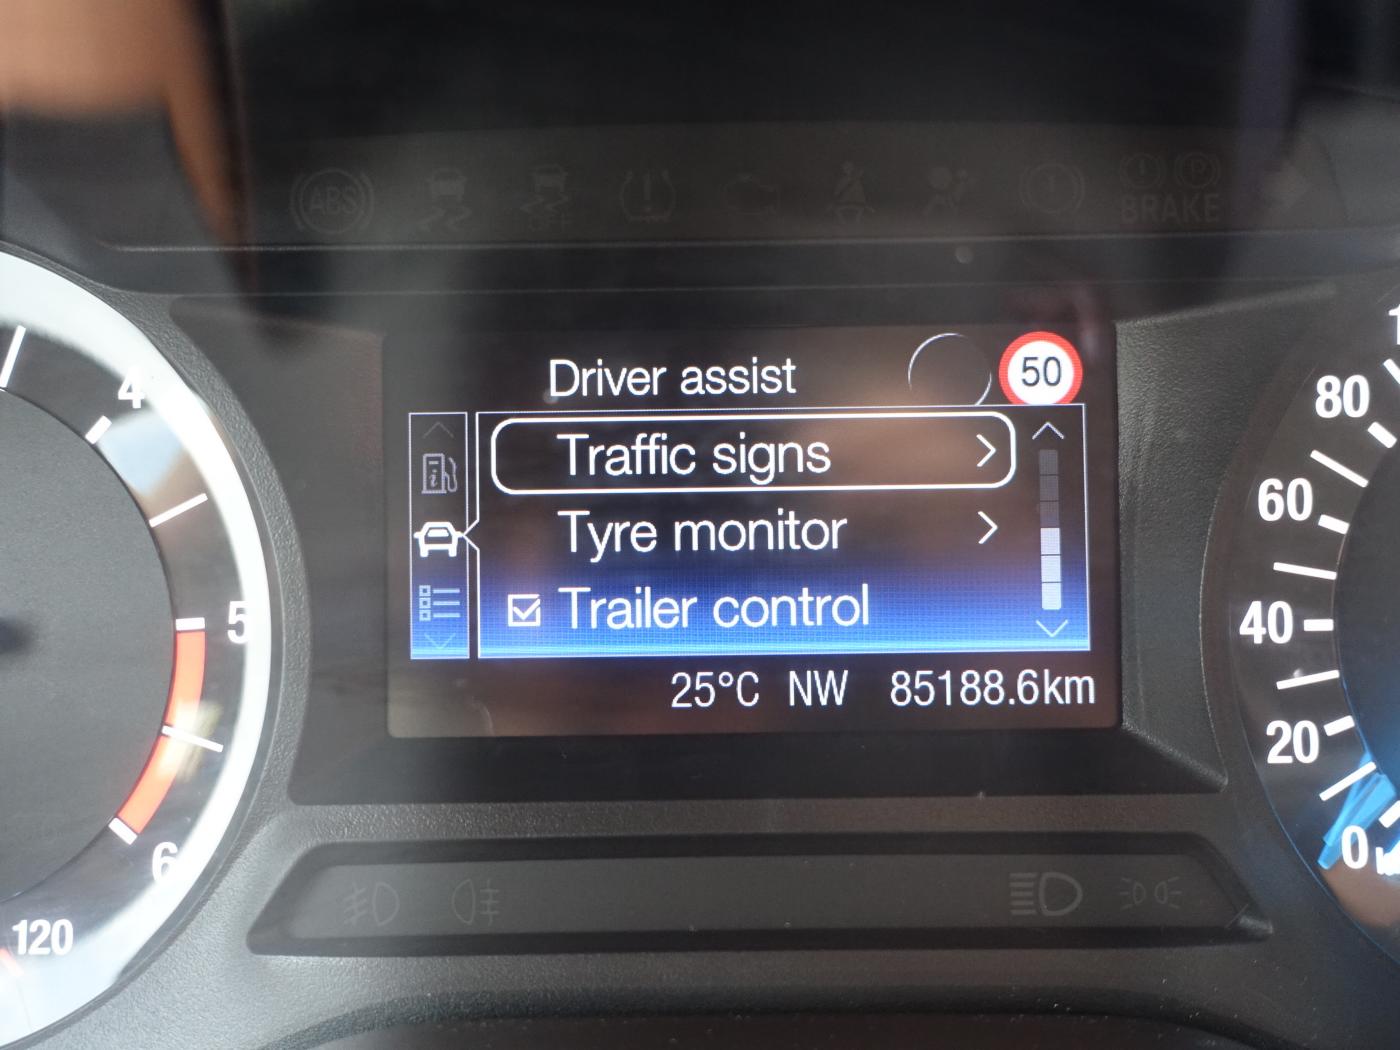 ABS
OFF
BRAKE
Driver assist
50
Traffic signs
Tyre monitor
Trailer control
25°C NW 85188.6km
4
5
6
120
80
60
40
20
0